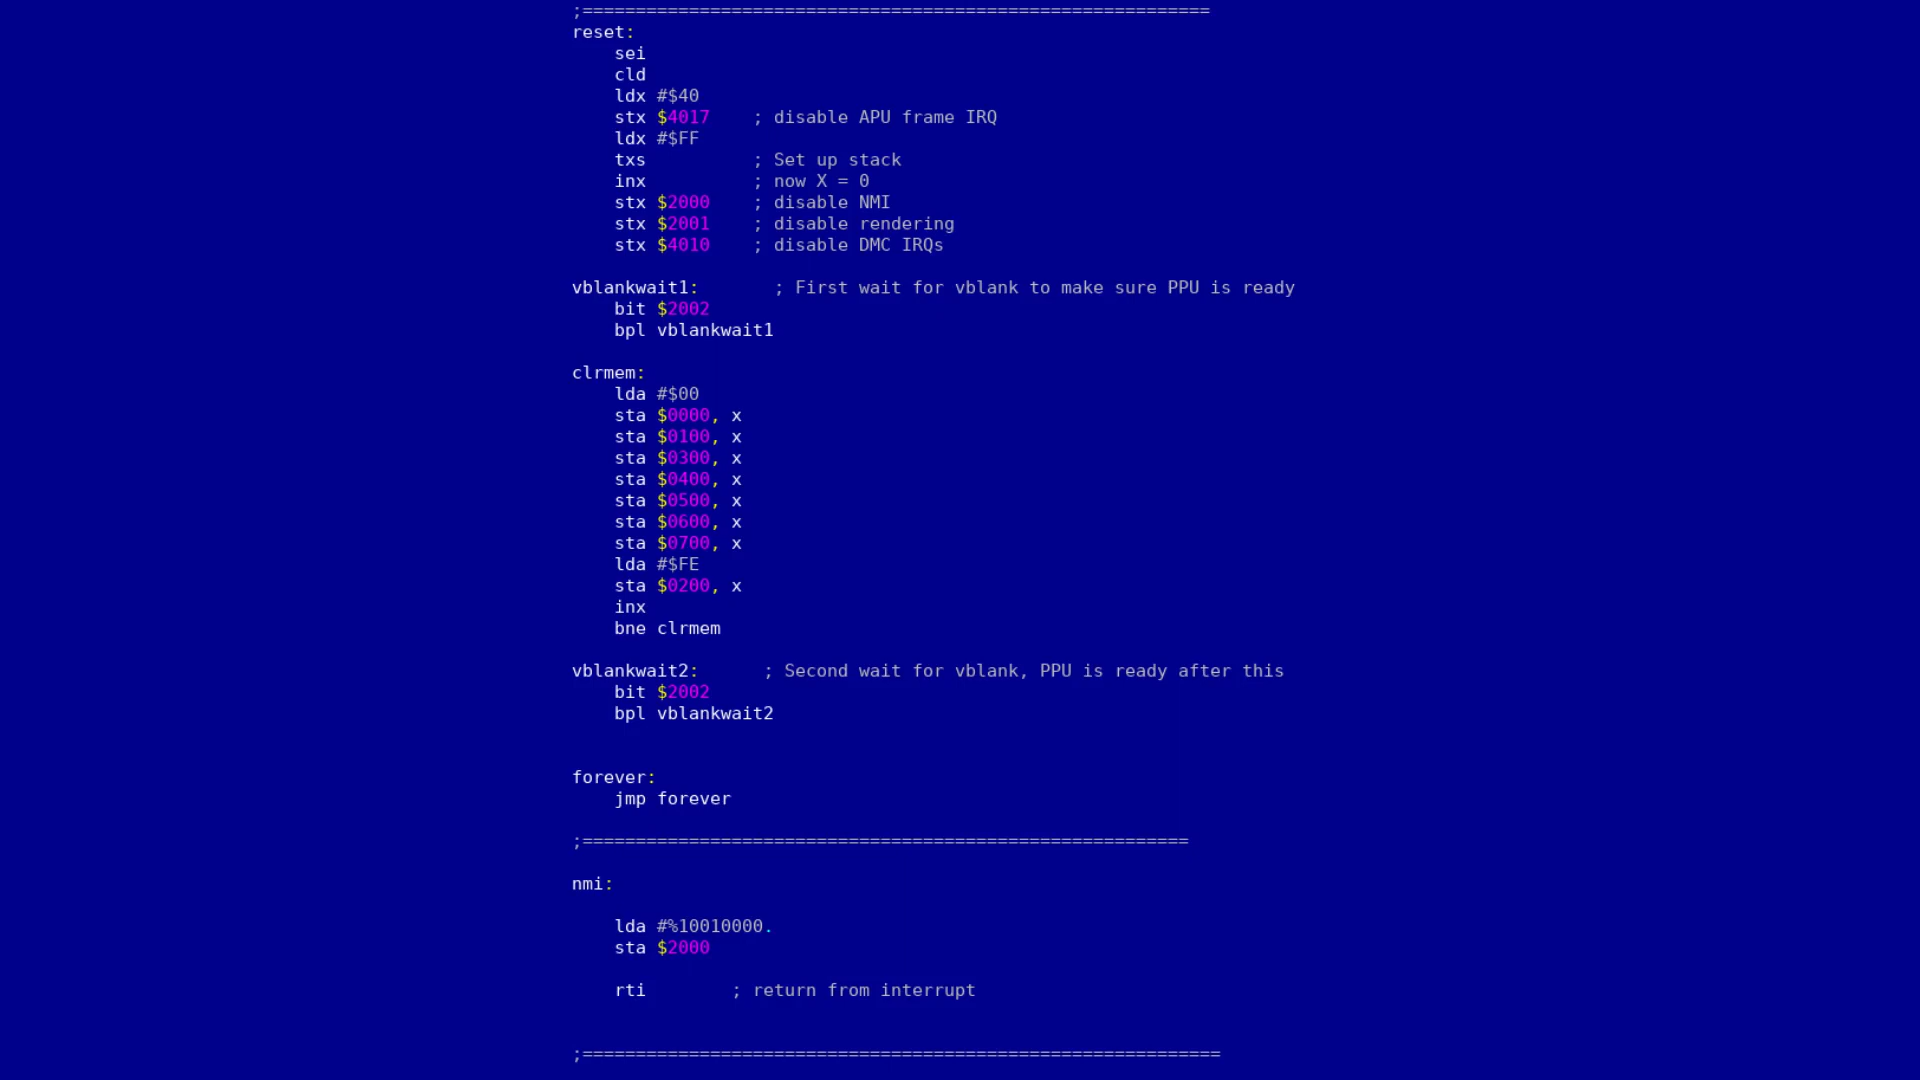 ;===========================================================
reset:
    sei
    cld
    ldx #$40
    stx $4017    ; disable APU frame IRQ
    ldx #$FF
    txs          ; Set up stack
    inx          ; now X = 0
    stx $2000    ; disable NMI
    stx $2001    ; disable rendering
    stx $4010    ; disable DMC IRQs
vblankwait1:       ; First wait for vblank to make sure PPU is ready
    bit $2002
    bpl vblankwait1
clrmem:
    lda #$00
    sta $0000, x
    sta $0100, x
    sta $0300, x
    sta $0400, x
    sta $0500, x
    sta $0600, x
    sta $0700, x
    lda #$FE
    sta $0200, x
    inx
    bne clrmem
vblankwait2:      ; Second wait for vblank, PPU is ready after this
    bit $2002
    bpl vblankwait2
forever:
    jmp forever
;=========================================================
nmi:
    lda #%10010000.
    sta $2000
    rti        ; return from interrupt
;============================================================